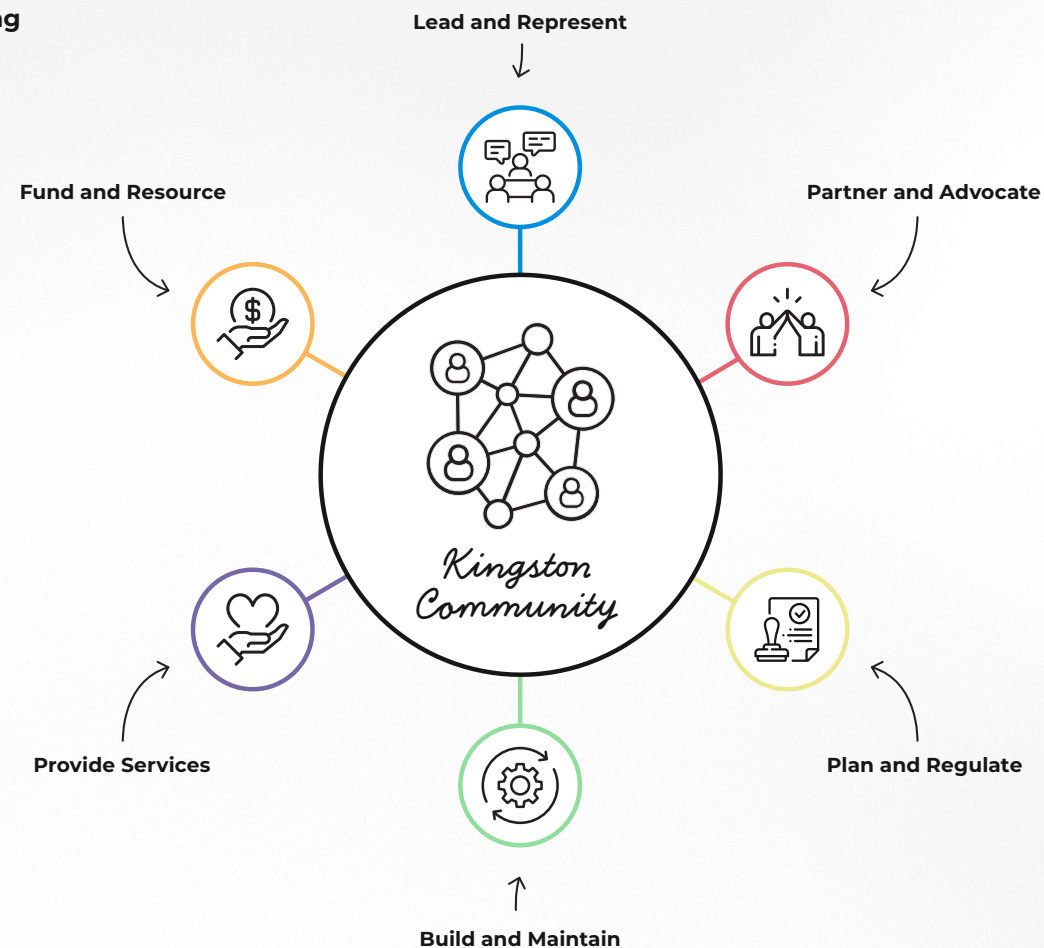 Lead and Represent
Fund and Resource
Partner and Advocate
$
Kingston
Community
Provide Services
Plan and Regulate
Build and Maintain